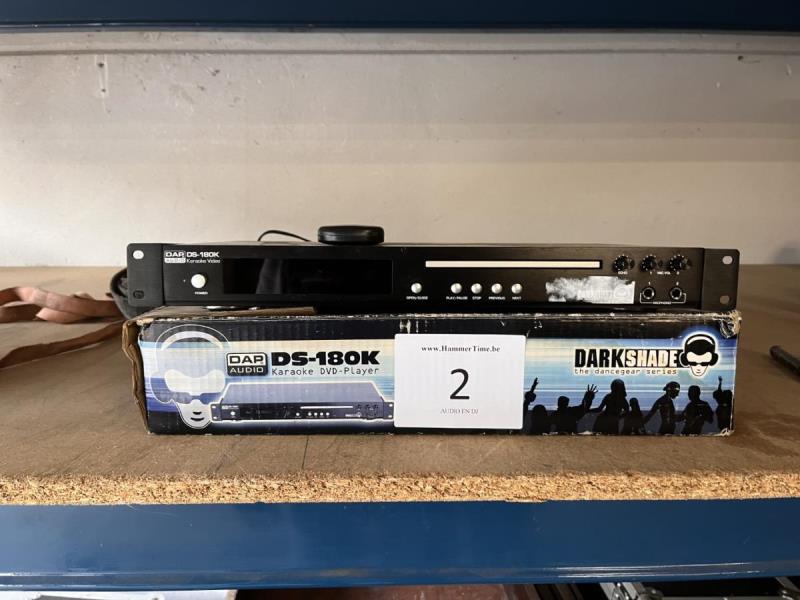 DAP AUDIO DS-180K
Karaoke Video
POWER
OPEN/CLOSE PLAY/PAUSE STOP PREVIOUS NEXT
ECHO MIC VOL
DAP AUDIO
DS-180K
Karaoke DVD-Player
www.HammerTime.be
2
AUDIO EN DJ
DARKSHADE
the dancegear series